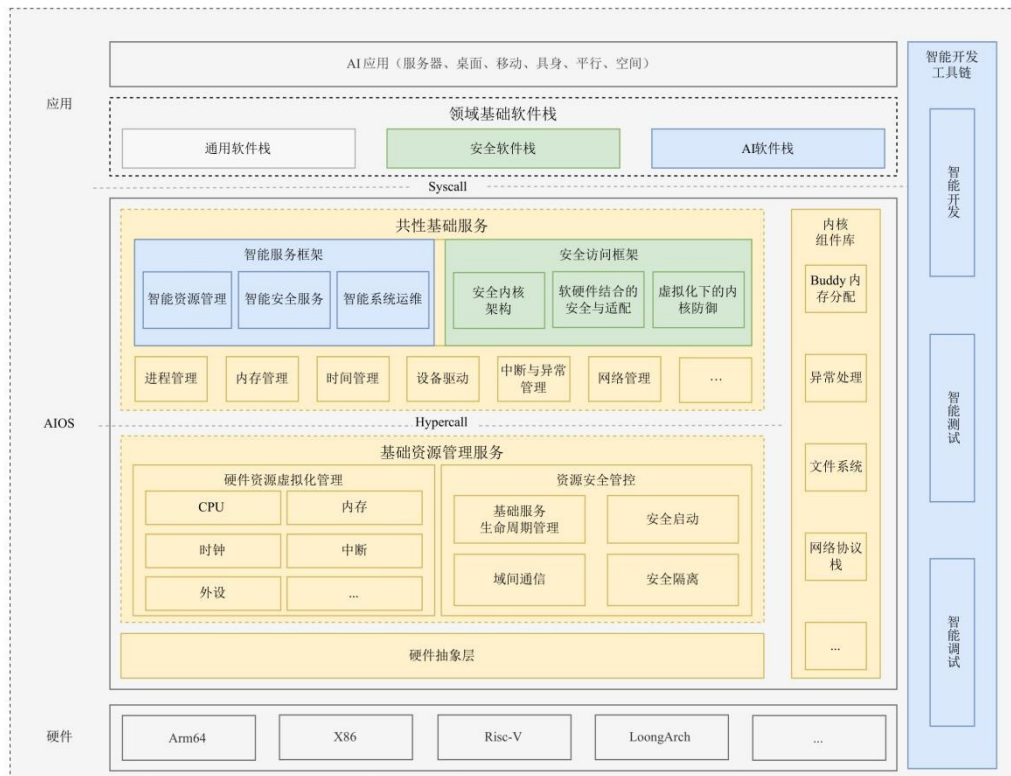 应用
AI 应用（服务器、桌面、移动、具身、平行、空间）
领域基础软件栈
通用软件栈
安全软件栈
AI软件栈
Syscall
AIOS
共性基础服务
智能服务框架
智能资源管理
智能安全服务
智能系统运维
安全访问框架
安全内核
架构
软硬件结合的
安全与适配
虚拟化下的内
核防御
进程管理
内存管理
时间管理
设备驱动
中断与异常
管理
网络管理
...
Hypercall
基础资源管理服务
硬件资源虚拟化管理
CPU
内存
时钟
中断
外设
...
资源安全管控
基础服务
生命周期管理
安全启动
域间通信
安全隔离
硬件抽象层
内核
组件库
Buddy 内
存分配
异常处理
文件系统
网络协议
栈
...
硬件
Arm64
X86
Risc-V
LoongArch
...
智能开发
工具链
智能开发
智能测试
智能调试